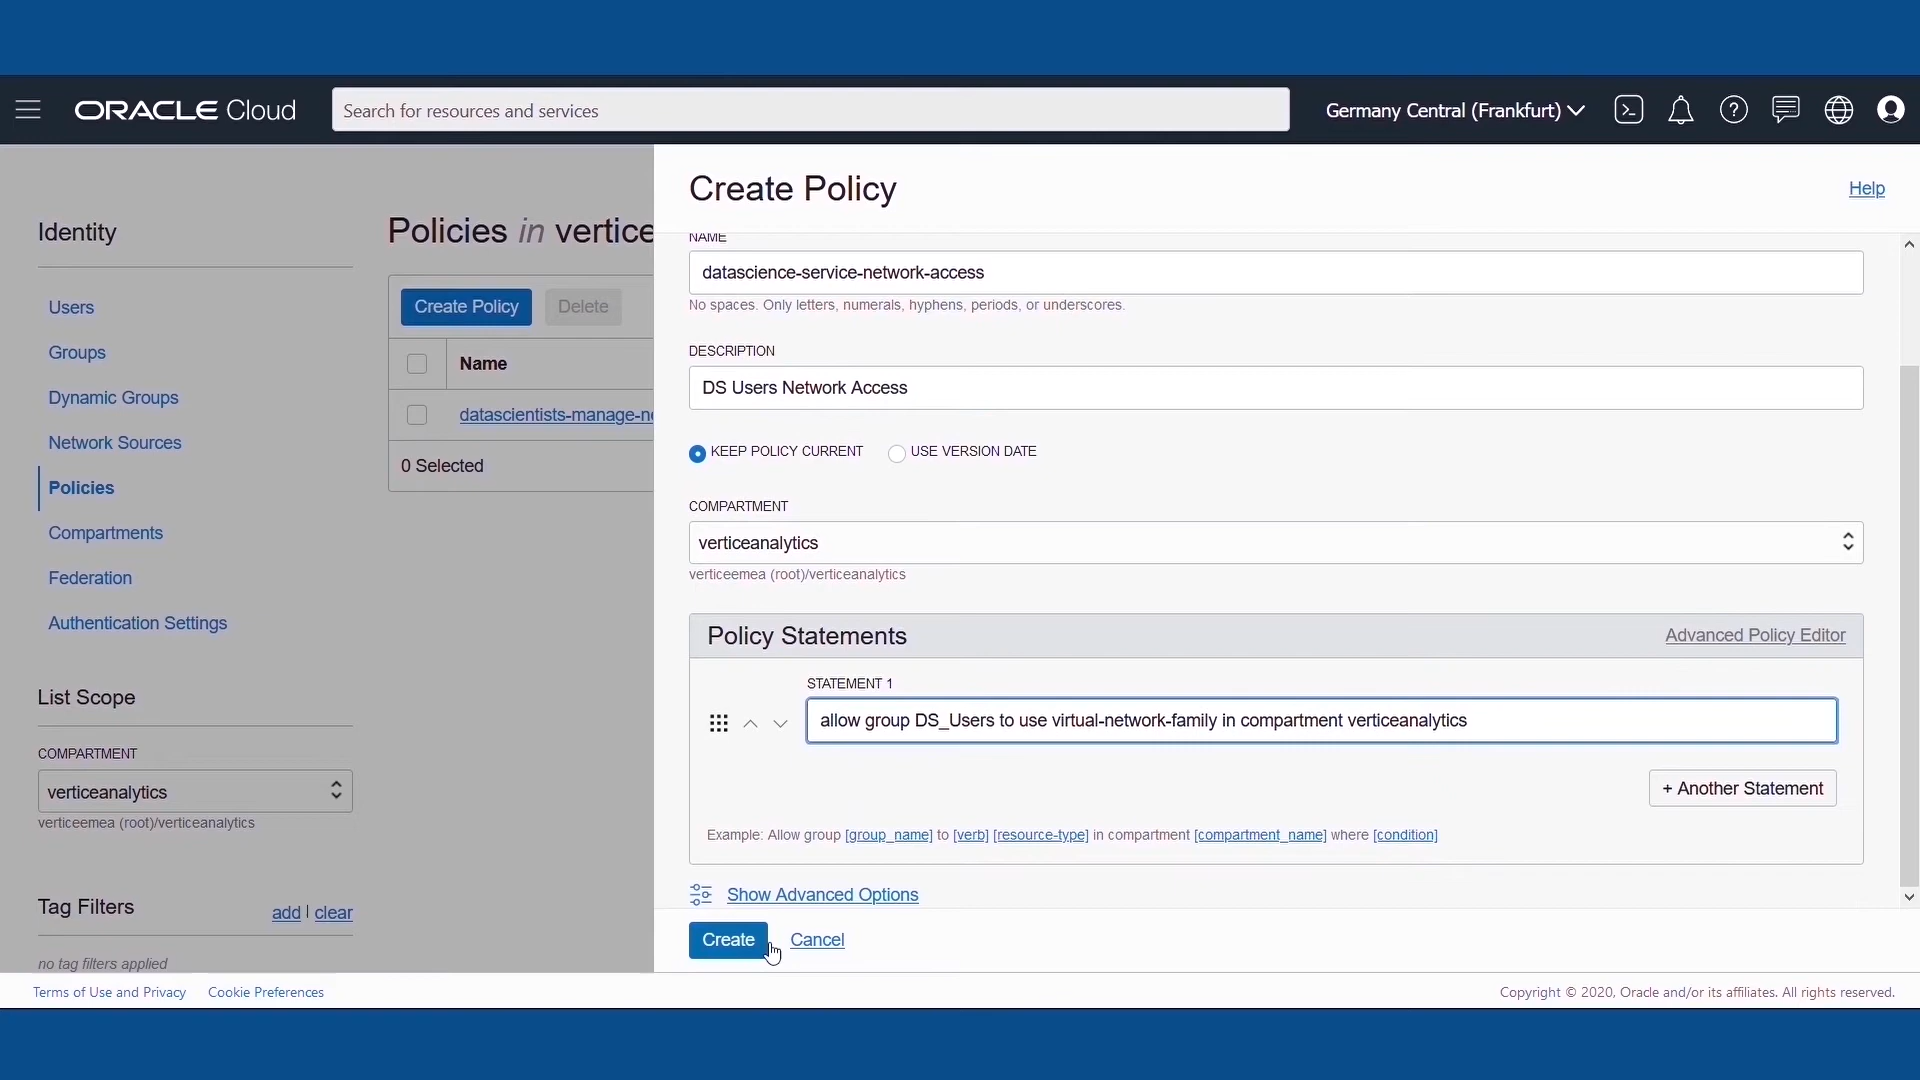 ORACLE Cloud
Search for resources and services
Germany Central (Frankfurt)
Identity
Users
Groups
Dynamic Groups
Network Sources
Policies
Compartments
Federation
Authentication Settings
List Scope
COMPARTMENT
verticeanalytics
verticeemea (root)/verticeanalytics
Tag Filters
add | clear
no tag filters applied
Policies in vertice
Create Policy
Delete
Name
datascientists-manage-ne
0 Selected
Create Policy
Help
NAME
datascience-service-network-access
No spaces. Only letters, numerals, hyphens, periods, or underscores.
DESCRIPTION
DS Users Network Access
KEEP POLICY CURRENT
USE VERSION DATE
COMPARTMENT
verticeanalytics
verticeemea (root)/verticeanalytics
Policy Statements
Advanced Policy Editor
STATEMENT 1
allow group DS_Users to use virtual-network-family in compartment verticeanalytics
+ Another Statement
Example: Allow group [group_name] to [verb] [resource-type] in compartment [compartment_name] where [condition]
Show Advanced Options
Create
Cancel
Terms of Use and Privacy
Cookie Preferences
Copyright © 2020, Oracle and/or its affiliates. All rights reserved.